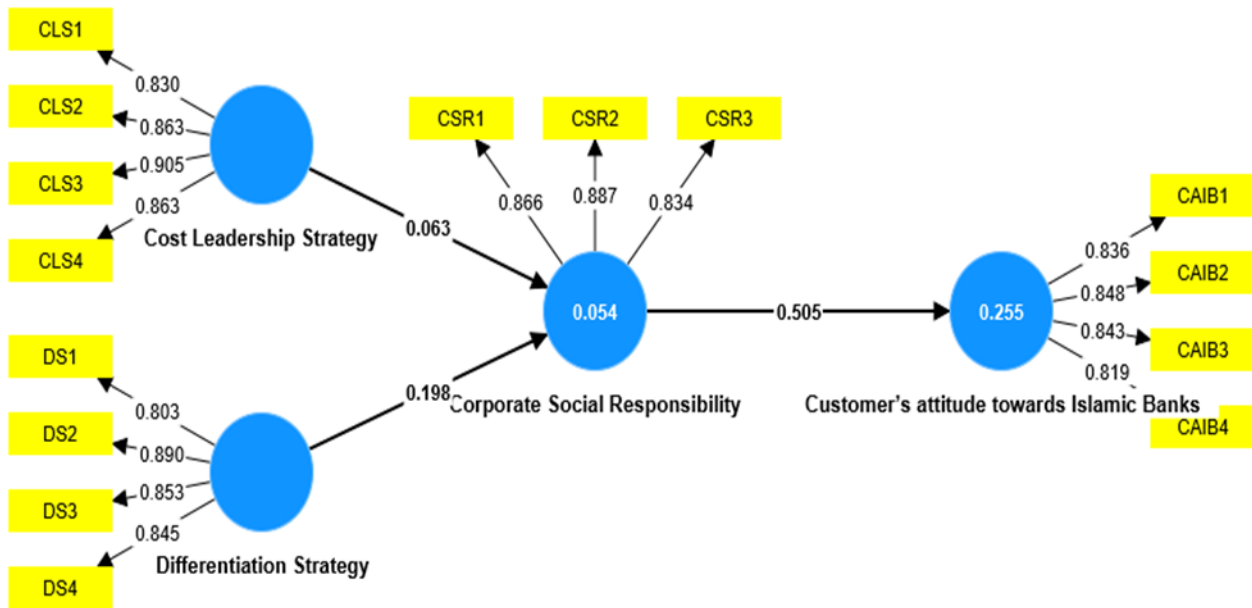 CLS1
0.830
CLS2
0.863
CLS3
0.905
CLS4
0.863
Cost Leadership Strategy
0.063
CSR1
CSR2
CSR3
0.866
0.887
0.834
DS1
0.803
DS2
0.890
DS3
0.853
DS4
0.845
Differentiation Strategy
0.198
0.054
Corporate Social Responsibility
0.505
0.255
Customer's attitude towards Islamic Banks
CAIB1
0.836
CAIB2
0.848
CAIB3
0.843
CAIB4
0.819